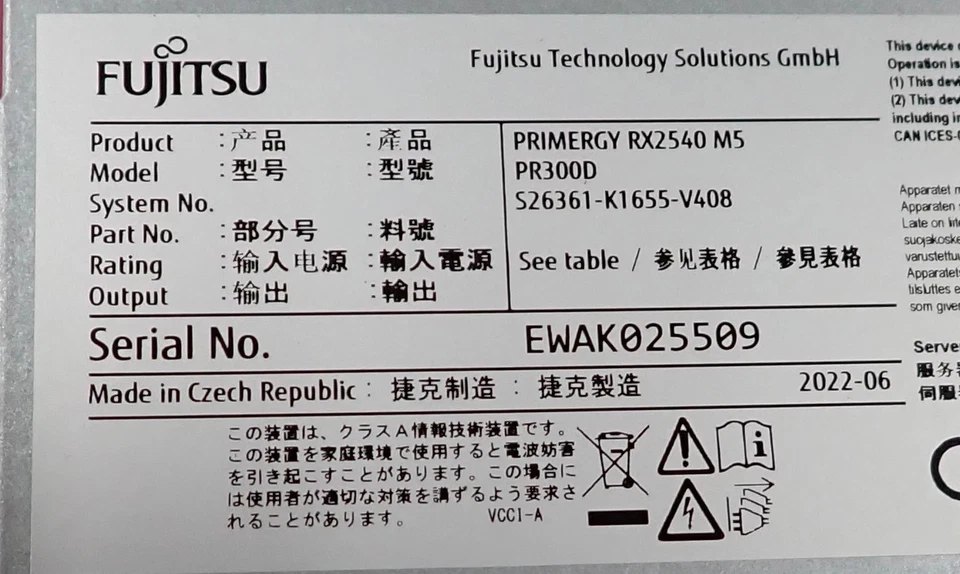 FUJITSU
Fujitsu Technology Solutions GmbH
Product :产品 :產品 PRIMERGY RX2540 M5
Model :型号 :型號 PR300D
System No. S26361-K1655-V408
Part No. :部分号 :料號
Rating :输入电源 :輸入電源 See table / 参见表格 / 參見表格
Output :输出 :輸出
Serial No. EWAK025509
Made in Czech Republic : 捷克制造 : 捷克製造 2022-06
この装置は、クラスA情報技術装置です。
この装置を家庭環境で使用すると電波妨害
を引き起こすことがあります。この場合に
は使用者が適切な対策を講ずるよう要求さ
れることがあります。 VCCI-A
This device
Operation is
(1) This
(2) This
including
CAN ICES-
Apparatet
Apparaten
Laite on
Apparatet
som
服务
伺服